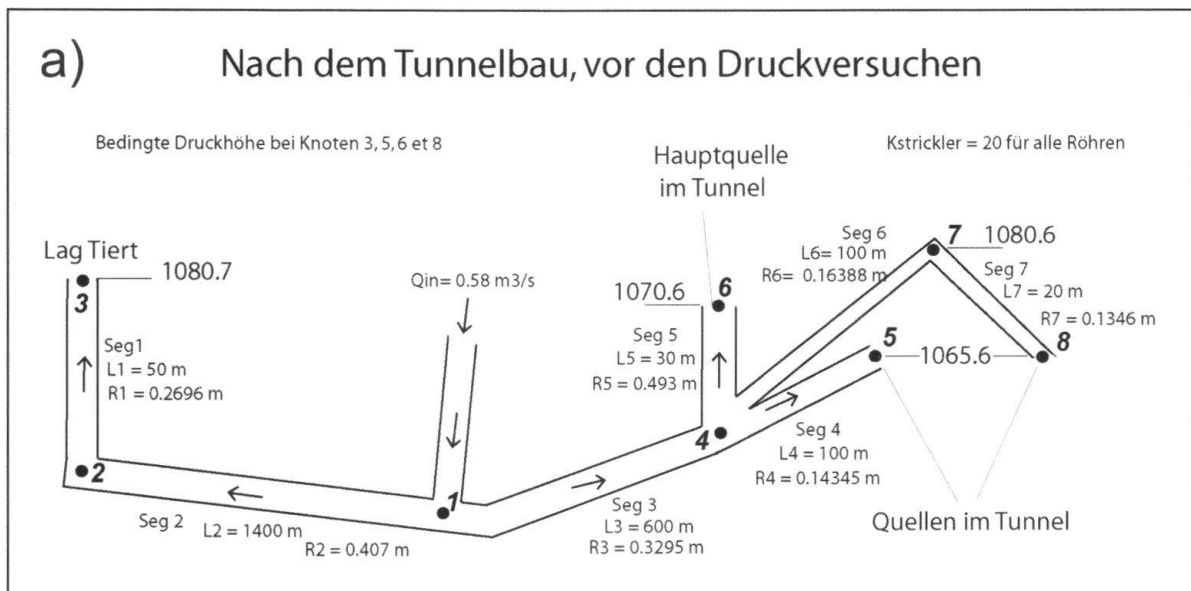 a)
Nach dem Tunnelbau, vor den Druckversuchen
Bedingte Druckhöhe bei Knoten 3, 5, 6 et 8
Kstrickler = 20 für alle Röhren
Hauptquelle
im Tunnel
Lag Tiert
1080.7
3
Seg1
L1 = 50 m
R1 = 0.2696 m
2
Seg 2
L2 = 1400 m
R2 = 0.407 m
Qin= 0.58 m3/s
1
Seg 3
L3 = 600 m
R3 = 0.3295 m
1070.6
6
Seg 5
L5 = 30 m
R5 = 0.493 m
4
Seg 6
L6= 100 m
R6= 0.16388 m
7
1080.6
Seg 7
L7 = 20 m
R7 = 0.1346 m
5
1065.6
8
Seg 4
L4 = 100 m
R4 = 0.14345 m
Quellen im Tunnel